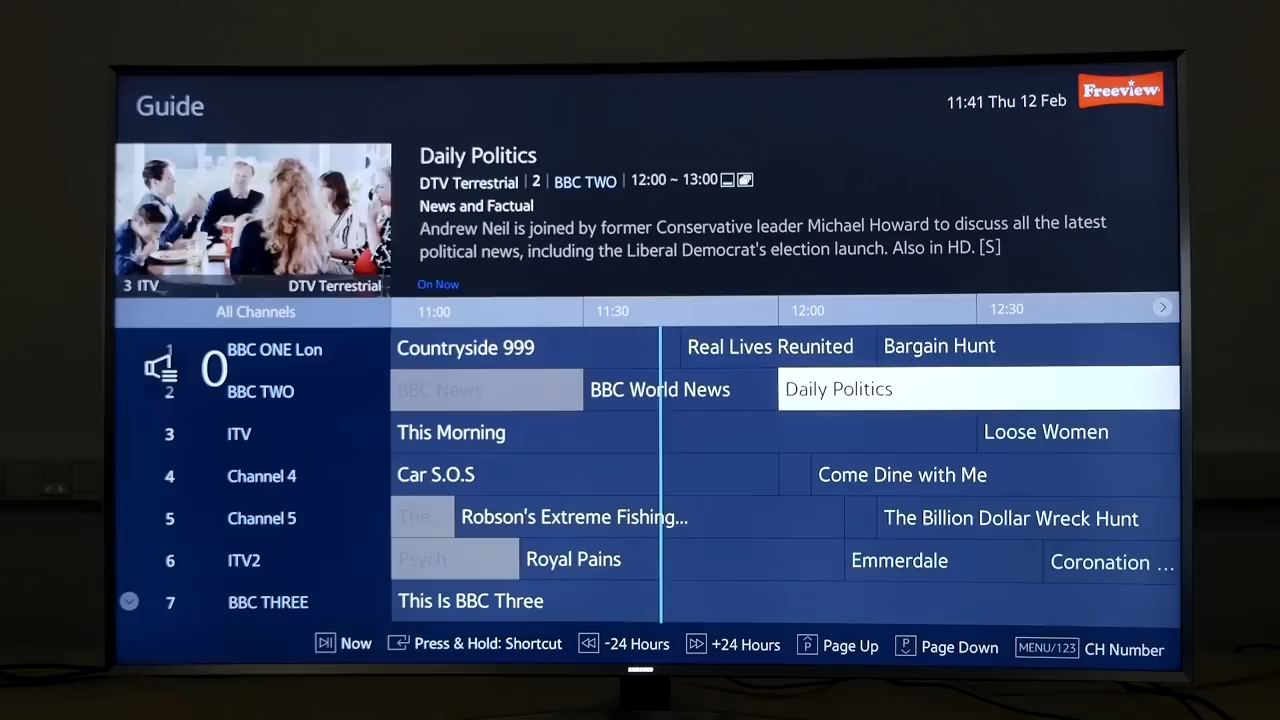 Guide
11:41 Thu 12 Feb
Freeview
Daily Politics
DTV Terrestrial | 2 | BBC TWO | 12:00 ~ 13:00
News and Factual
Andrew Neil is joined by former Conservative leader Michael Howard to discuss all the latest
political news, including the Liberal Democrat's election launch. Also in HD. [S]
3 ITV DTV Terrestrial
On Now
All Channels 11:00 11:30 12:00 12:30
1 BBC ONE Lon Countryside 999 Real Lives Reunited Bargain Hunt
0
2 BBC TWO BBC News BBC World News Daily Politics
3 ITV This Morning Loose Women
4 Channel 4 Car S.O.S Come Dine with Me
5 Channel 5 The... Robson's Extreme Fishing... The Billion Dollar Wreck Hunt
6 ITV2 Psych Royal Pains Emmerdale Coronation ...
7 BBC THREE This Is BBC Three
Now Press & Hold: Shortcut -24 Hours +24 Hours P Page Up P Page Down MENU/123 CH Number
SAMSUNG